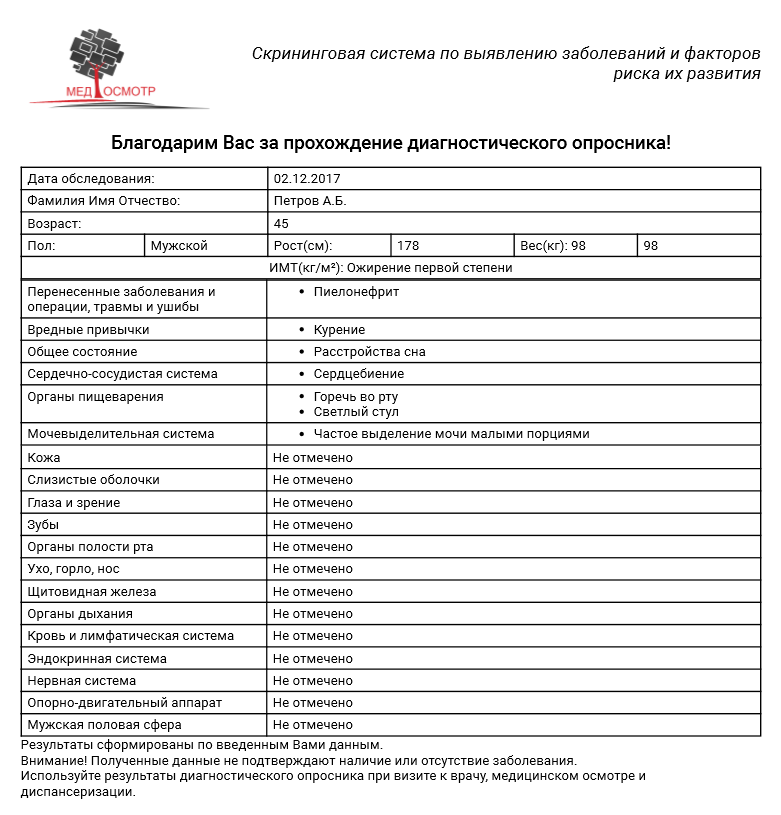 МЕД ОСМОТР
Скрининговая система по выявлению заболеваний и факторов
риска их развития
Благодарим Вас за прохождение диагностического опросника!
Дата обследования: 02.12.2017
Фамилия Имя Отчество: Петров А.Б.
Возраст: 45
Пол: Мужской Рост(см): 178 Вес(кг): 98 98
ИМТ(кг/м²): Ожирение первой степени
Перенесенные заболевания и • Пиелонефрит
операции, травмы и ушибы
Вредные привычки • Курение
Общее состояние • Расстройства сна
Сердечно-сосудистая система • Сердцебиение
Органы пищеварения • Горечь во рту
• Светлый стул
Мочевыделительная система • Частое выделение мочи малыми порциями
Кожа Не отмечено
Слизистые оболочки Не отмечено
Глаза и зрение Не отмечено
Зубы Не отмечено
Органы полости рта Не отмечено
Ухо, горло, нос Не отмечено
Щитовидная железа Не отмечено
Органы дыхания Не отмечено
Кровь и лимфатическая система Не отмечено
Эндокринная система Не отмечено
Нервная система Не отмечено
Опорно-двигательный аппарат Не отмечено
Мужская половая сфера Не отмечено
Результаты сформированы по введенным Вами данным.
Внимание! Полученные данные не подтверждают наличие или отсутствие заболевания.
Используйте результаты диагностического опросника при визите к врачу, медицинском осмотре и
диспансеризации.